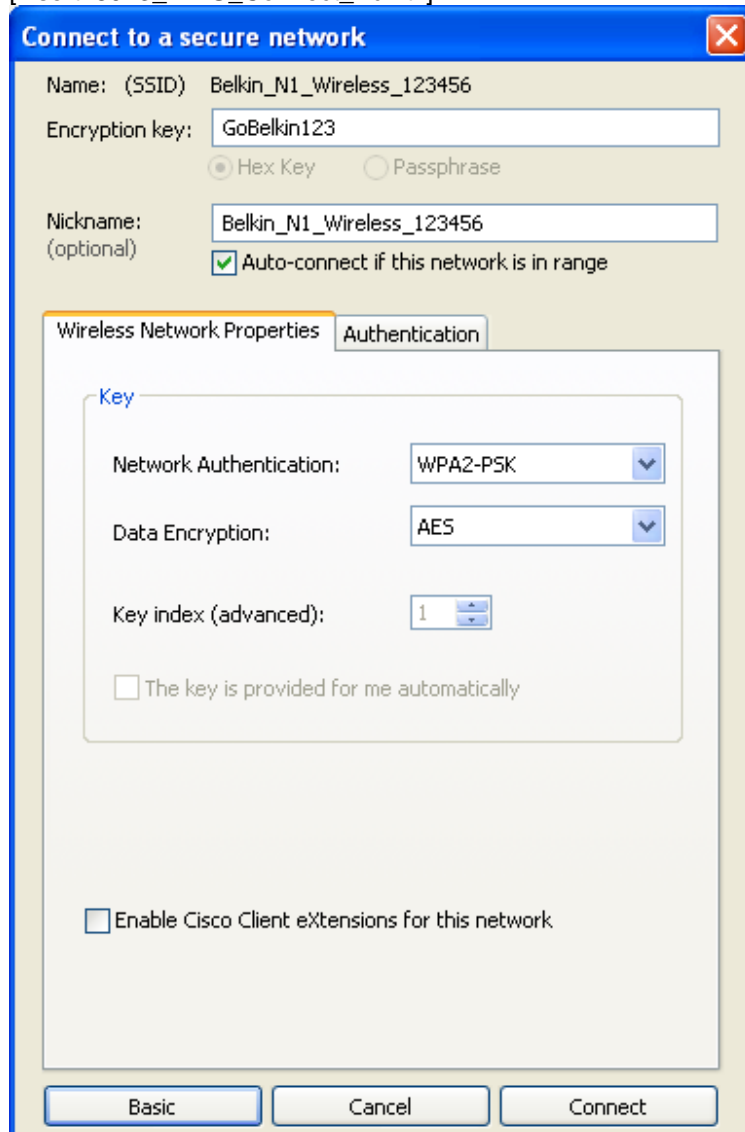 Connect to a secure network
Name: (SSID) Belkin_N1_Wireless_123456
Encryption key: GoBelkin123
Hex Key Passphrase
Nickname: Belkin_N1_Wireless_123456
(optional)
Auto-connect if this network is in range
Wireless Network Properties Authentication
Key
Network Authentication: WPA2-PSK
Data Encryption: AES
Key index (advanced): 1
The key is provided for me automatically
Enable Cisco Client eXtensions for this network
Basic Cancel Connect